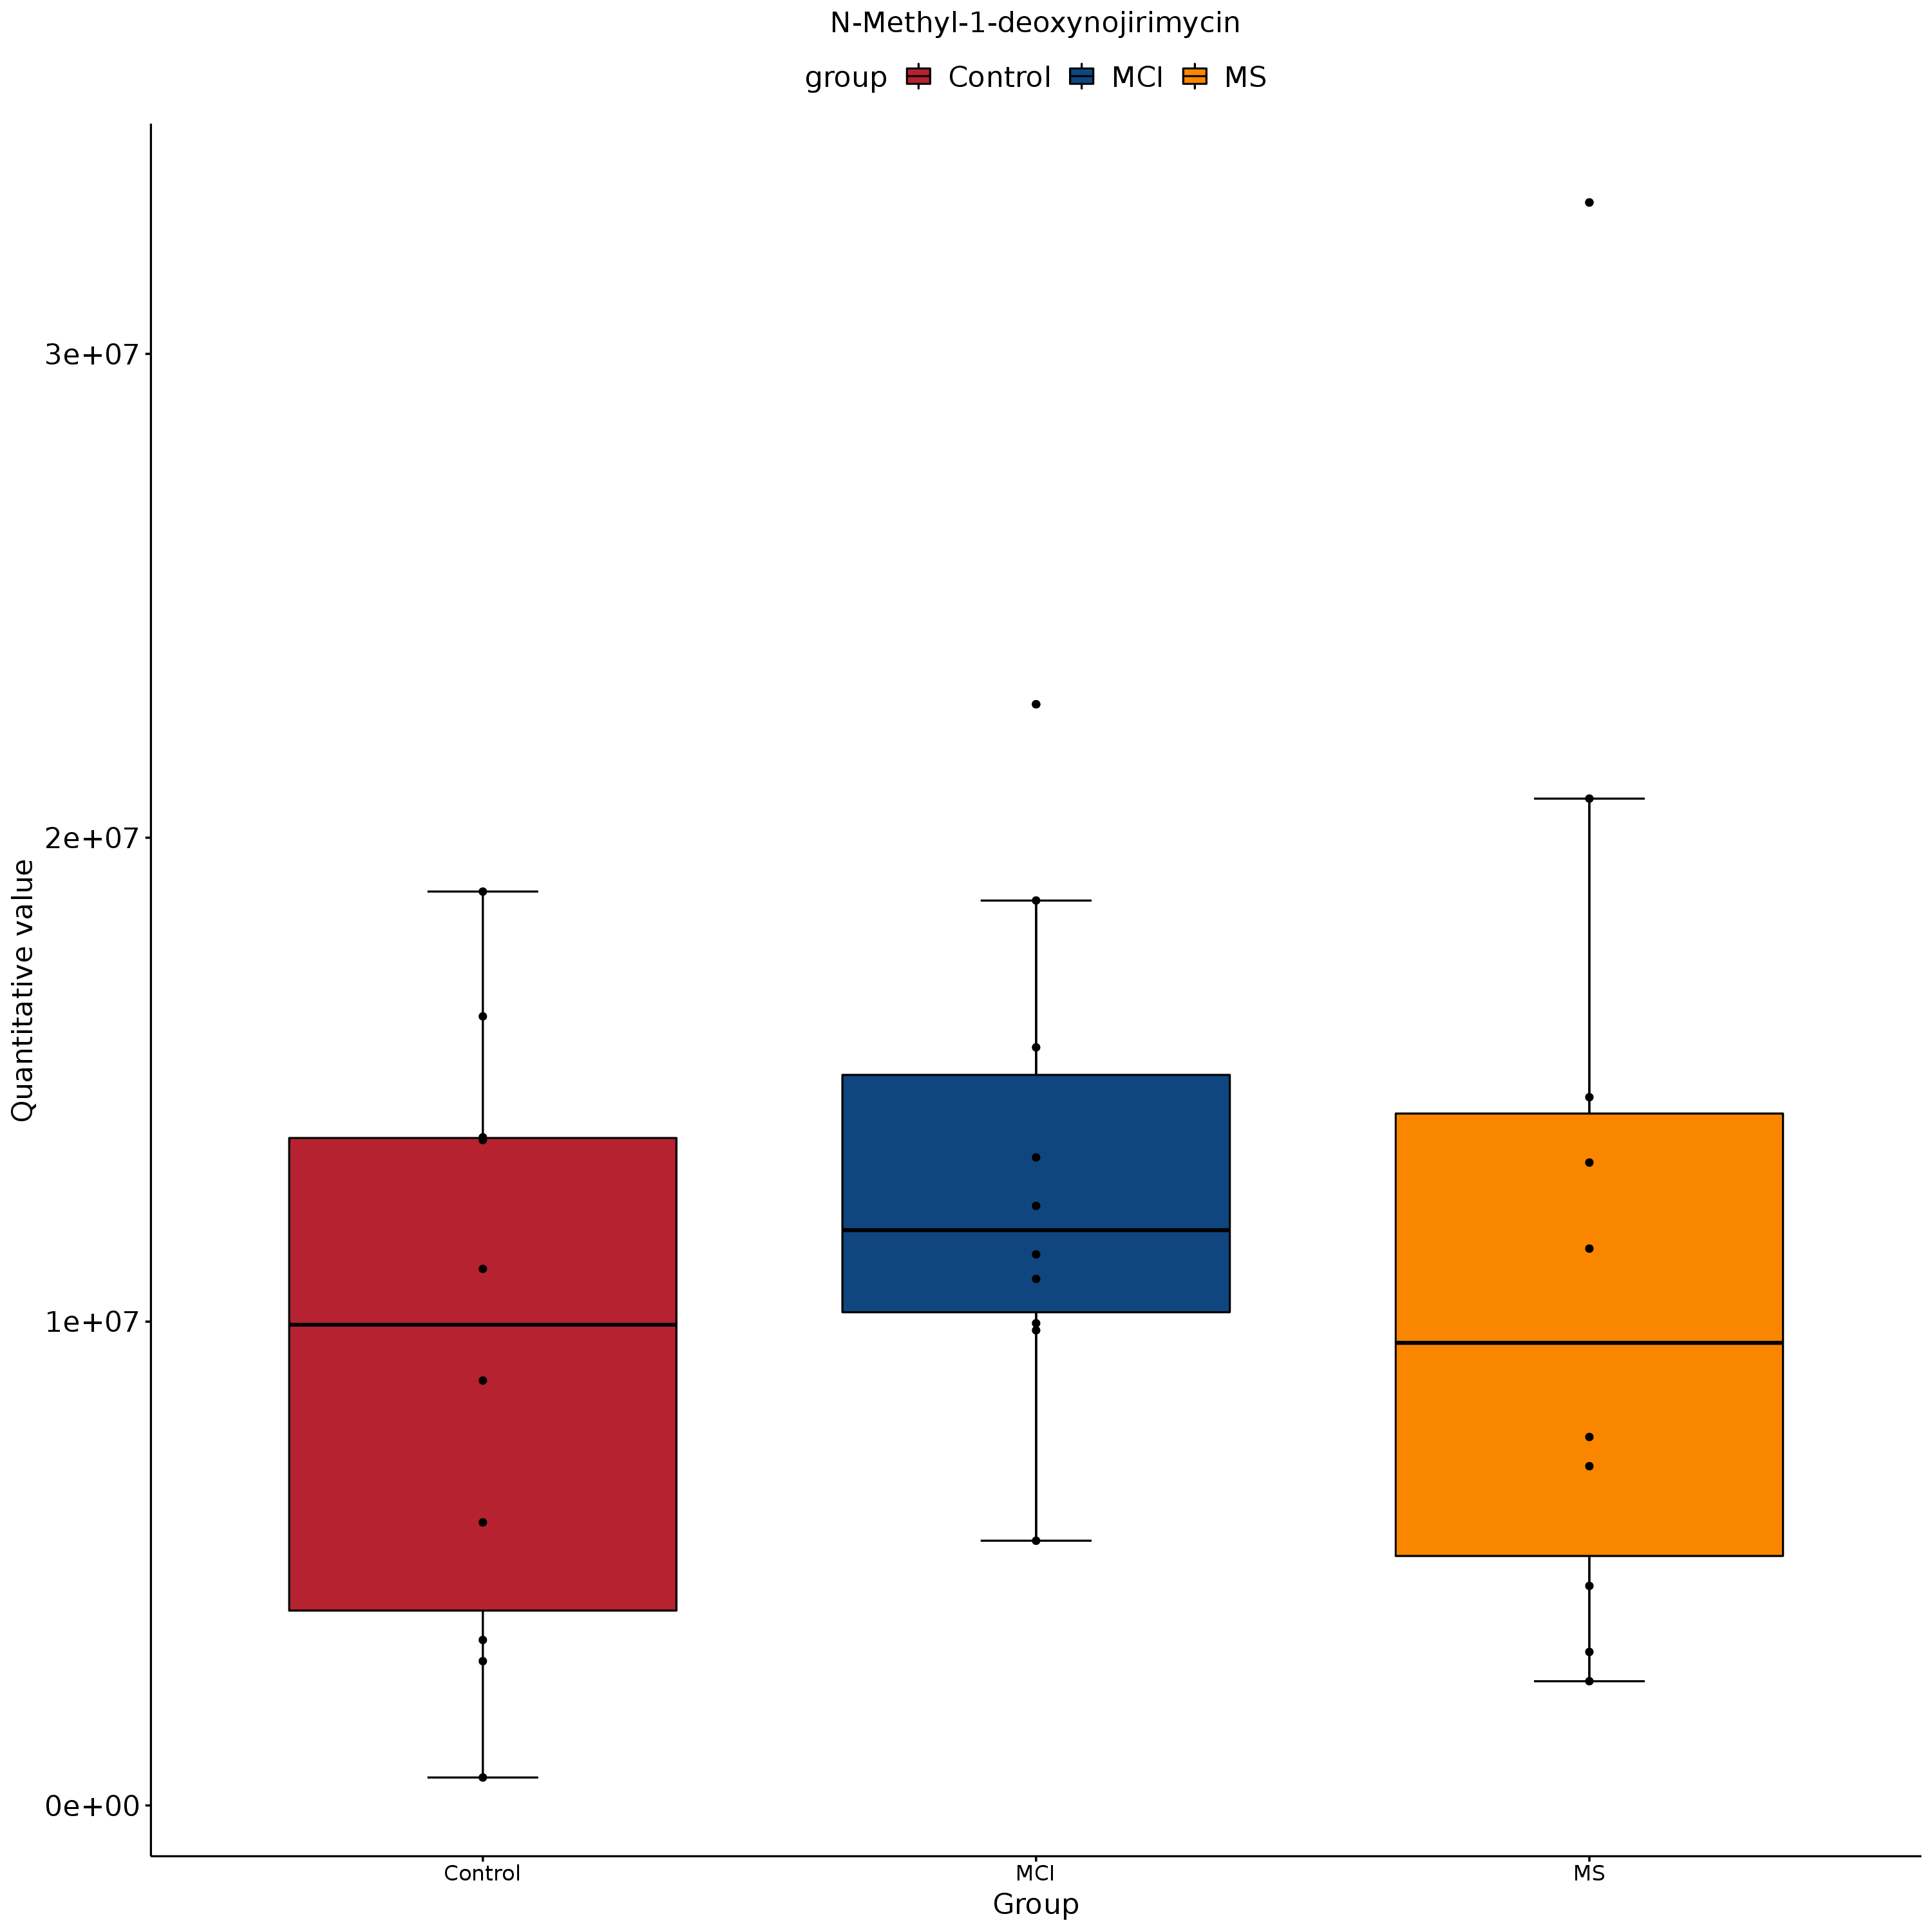 N-Methyl-1-deoxynojirimycin
group Control MCI MS
3e+07
2e+07
1e+07
0e+00
Quantitative value
Control MCI MS
Group